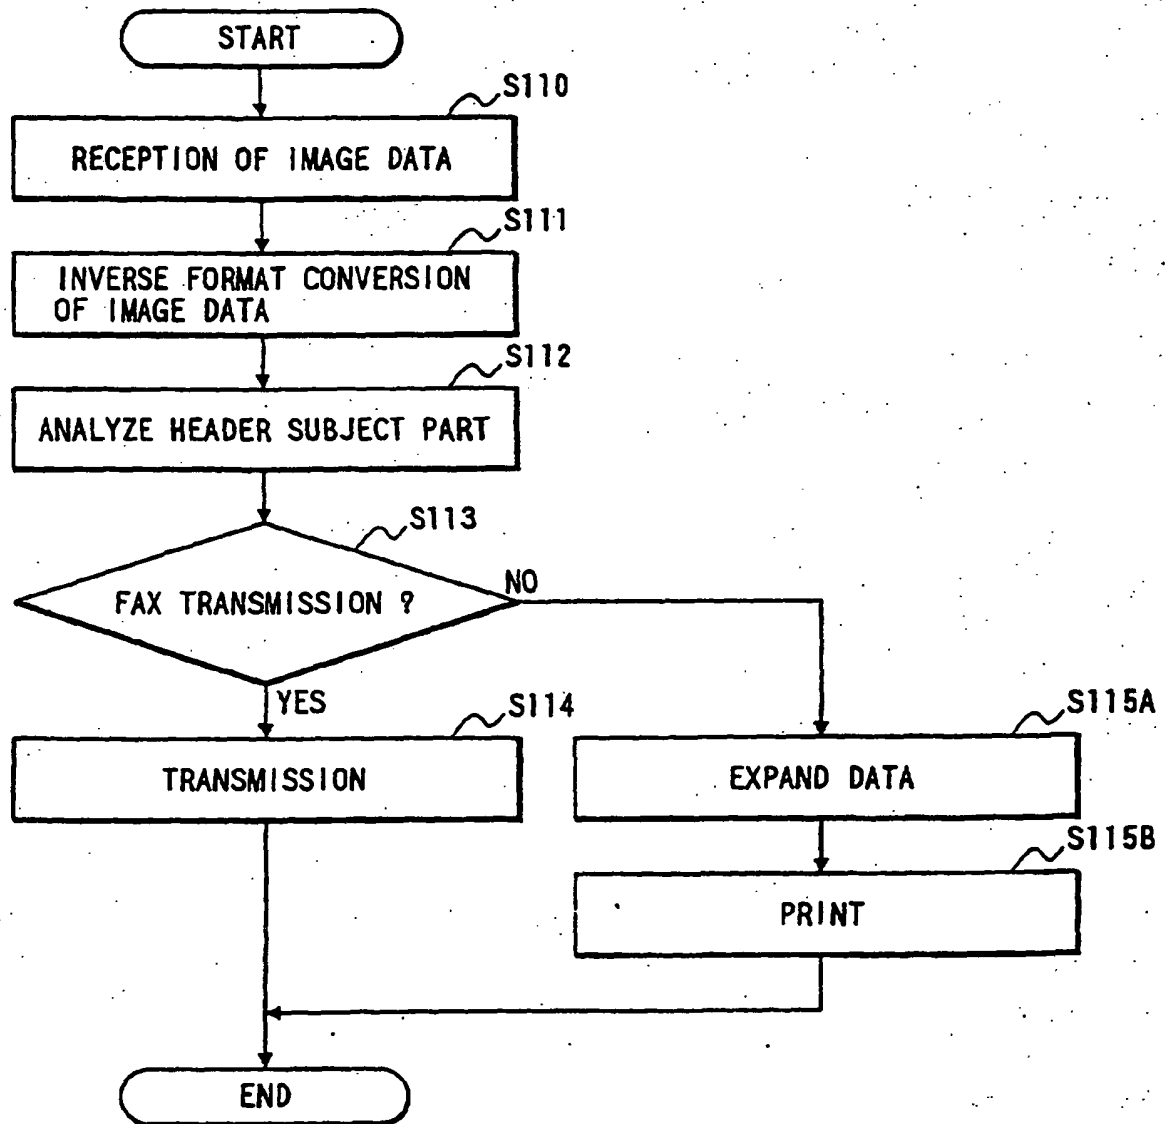 START
S110
RECEPTION OF IMAGE DATA
S111
INVERSE FORMAT CONVERSION
OF IMAGE DATA
S112
ANALYZE HEADER SUBJECT PART
S113
FAX TRANSMISSION ?
NO
YES
S114
TRANSMISSION
S115A
EXPAND DATA
S115B
PRINT
END